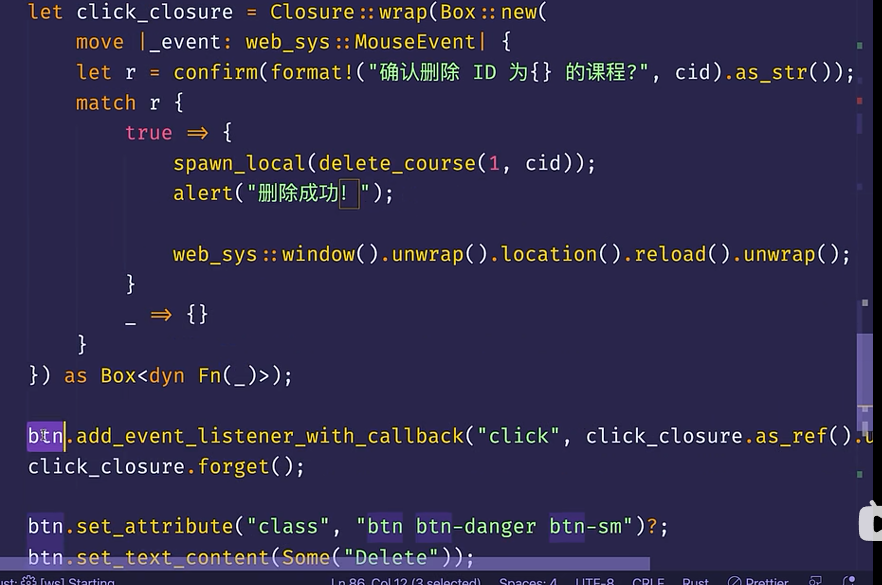 let click_closure = Closure::wrap(Box::new(
move |_event: web_sys::MouseEvent| {
let r = confirm(format!("确认删除 ID 为{} 的课程?", cid).as_str());
match r {
true => {
spawn_local(delete_course(1, cid));
alert("删除成功！");
web_sys::window().unwrap().location().reload().unwrap();
}
_ => {}
}
}) as Box<dyn Fn(_)>);
btn.add_event_listener_with_callback("click", click_closure.as_ref().u
click_closure.forget();
btn.set_attribute("class", "btn btn-danger btn-sm")?;
btn.set_text_content(Some("Delete"));
[ws] Starting Ln 86, Col 12 (3 selected) Spaces: 4 UTF-8 CRLF Rust Prettier